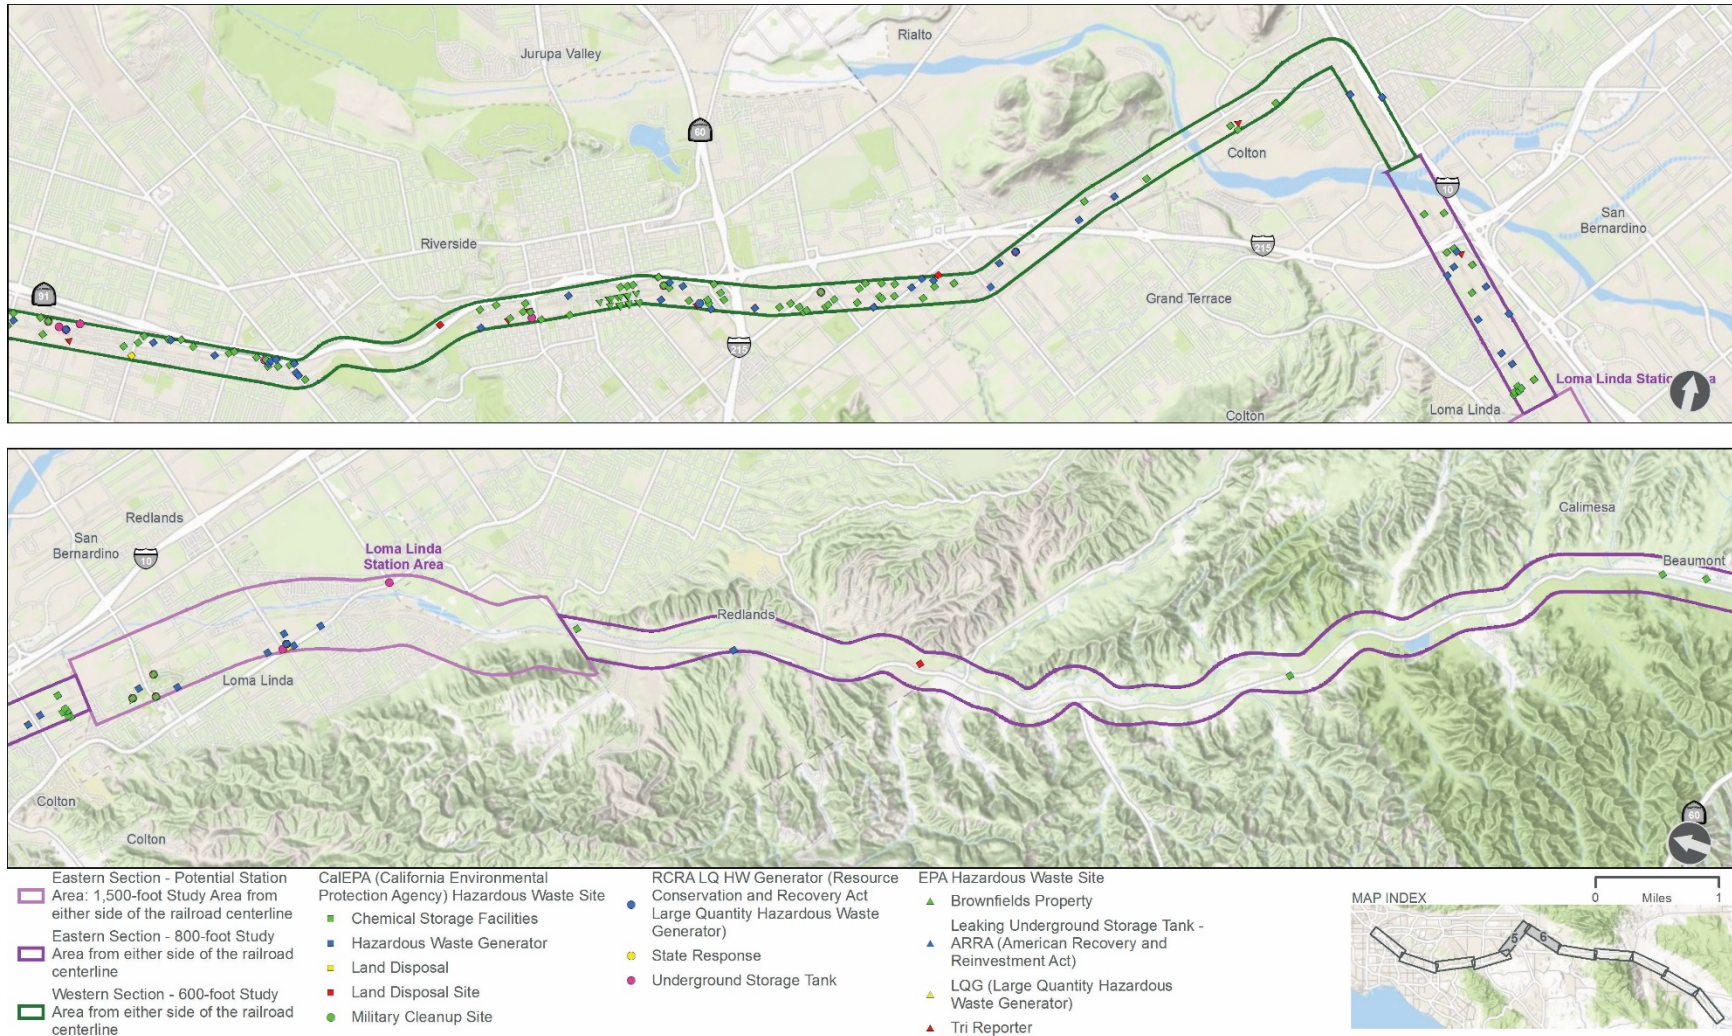 Jurupa Valley
Rialto
60
Colton
91
Riverside
10
San
Bernardino
215
Grand Terrace
215
Loma Linda
Colton
Calimesa
Redlands
San
Bernardino
10
Loma Linda
Station Area
Beaumont
Redlands
Loma Linda
Colton
Colton
60
Eastern Section - Potential Station
Area: 1,500-foot Study Area from
either side of the railroad centerline
Eastern Section - 800-foot Study
Area from either side of the railroad
centerline
Western Section - 600-foot Study
Area from either side of the railroad
centerline
CalEPA (California Environmental
Protection Agency) Hazardous Waste Site
Chemical Storage Facilities
Hazardous Waste Generator
Land Disposal
Land Disposal Site
Military Cleanup Site
RCRA LQ HW Generator (Resource
Conservation and Recovery Act
Large Quantity Hazardous Waste
Generator)
State Response
Underground Storage Tank
EPA Hazardous Waste Site
Brownfields Property
Leaking Underground Storage Tank -
ARRA (American Recovery and
Reinvestment Act)
LQG (Large Quantity Hazardous
Waste Generator)
Tri Reporter
MAP INDEX
0 Miles 1
5
6